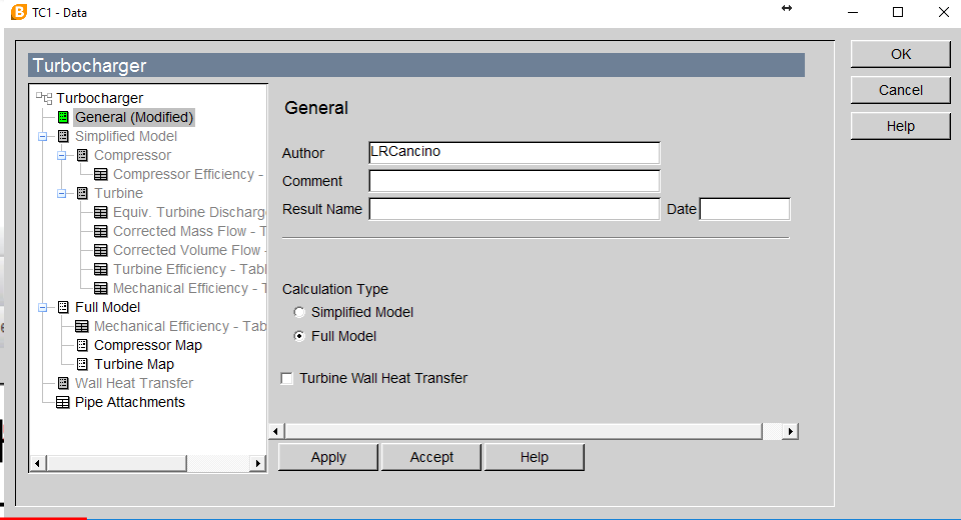 B TC1 - Data
Turbocharger
OK
Cancel
Help
Turbocharger
General (Modified)
Simplified Model
Compressor
Compressor Efficiency -
Turbine
Equiv. Turbine Discharg
Corrected Mass Flow - T
Corrected Volume Flow -
Turbine Efficiency - Tabl
Mechanical Efficiency - T
Full Model
Mechanical Efficiency - Tab
Compressor Map
Turbine Map
Wall Heat Transfer
Pipe Attachments
General
Author LRCancino
Comment
Result Name Date
Calculation Type
Simplified Model
Full Model
Turbine Wall Heat Transfer
Apply Accept Help